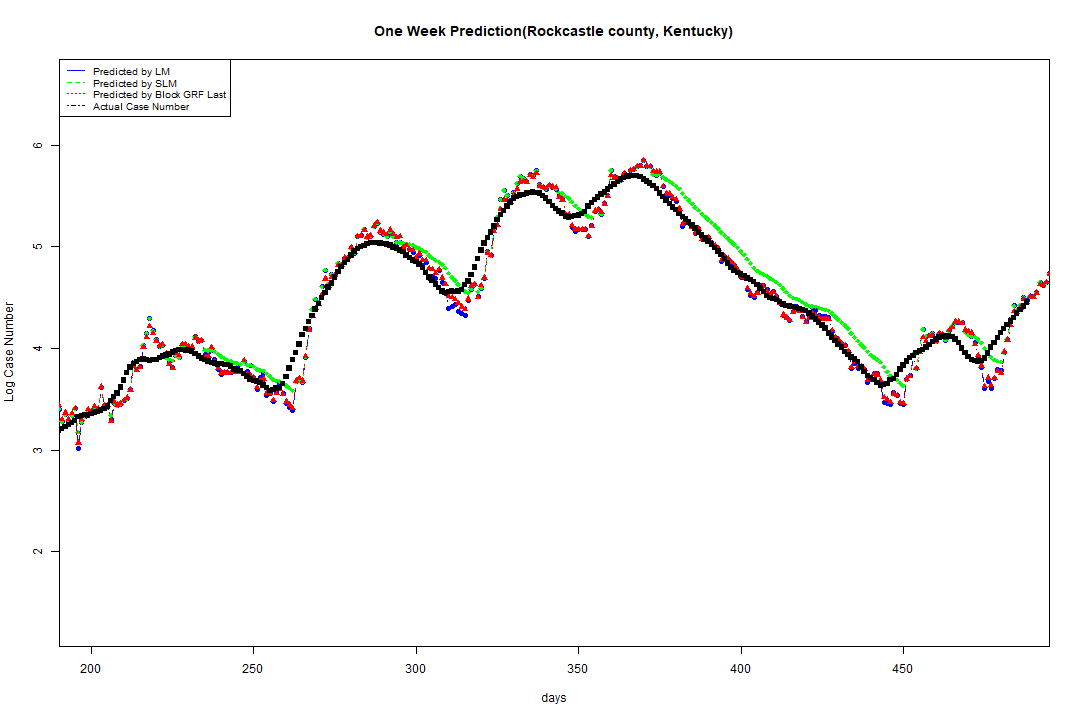 One Week Prediction(Rockcastle county, Kentucky)
Predicted by LM
Predicted by SLM
Predicted by Block GRF Last
Actual Case Number
Log Case Number
6
5
4
3
2
200 250 300 350 400 450
days